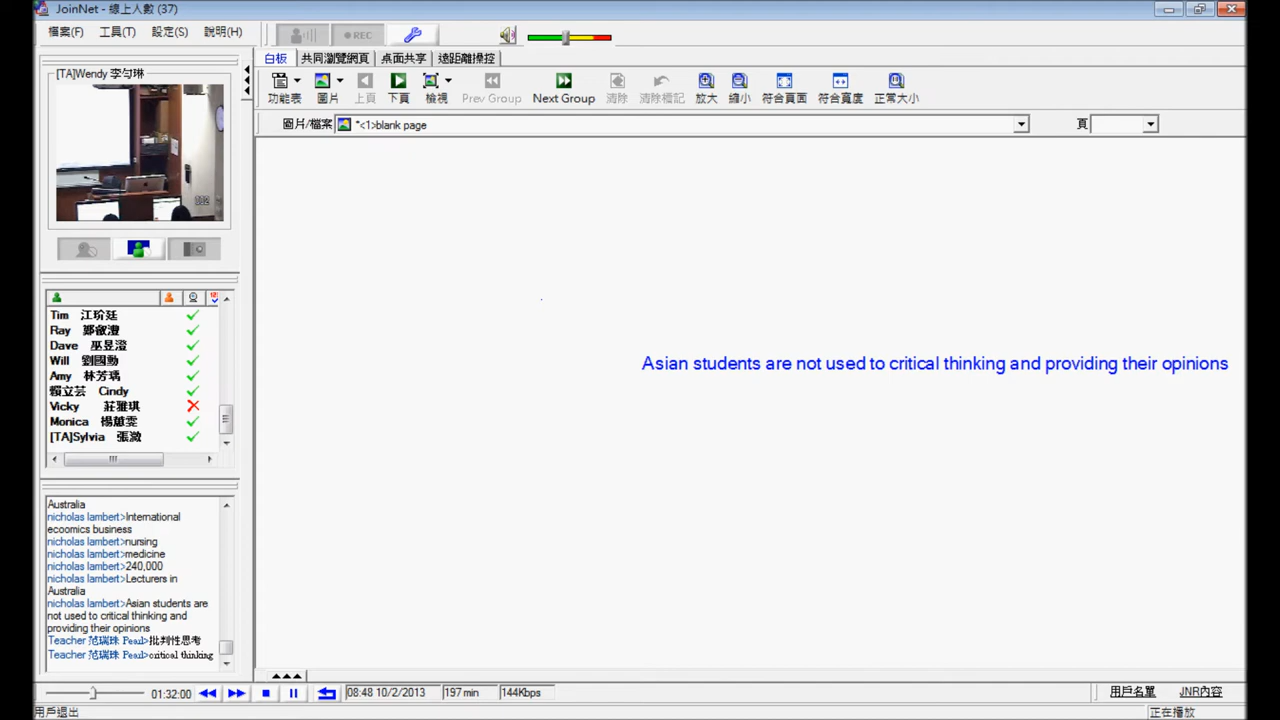 JoinNet - 線上人數 (37)
檔案(F) 工具(T) 設定(S) 說明(H)
REC
[TA]Wendy 李勻琳
白板 共同瀏覽網頁 桌面共享 遠距離操控
功能表 圖片 上頁 下頁 檢視 Prev Group Next Group 清除 清除標記 放大 縮小 符合頁面 符合寬度 正常大小
圖片/檔案 *<1>blank page 頁
Asian students are not used to critical thinking and providing their opinions
Tim 江玠廷
Ray 鄭叡澧
Dave 巫昱澄
Will 劉國勳
Amy 林芳瑀
賴立芸 Cindy
Vicky 莊雅琪
Monica 楊蕙雯
[TA]Sylvia 張瀲
Australia
nicholas lambert>International
ecoomics business
nicholas lambert>nursing
nicholas lambert>medicine
nicholas lambert>240,000
nicholas lambert>Lecturers in
Australia
nicholas lambert>Asian students are
not used to critical thinking and
providing their opinions
Teacher 范瑞珠 Pearl>批判性思考
Teacher 范瑞珠 Pearl>critical thinking
01:32:00 08:48 10/2/2013 197 min 144Kbps 用戶名單 JNR內容
用戶退出 正在播放